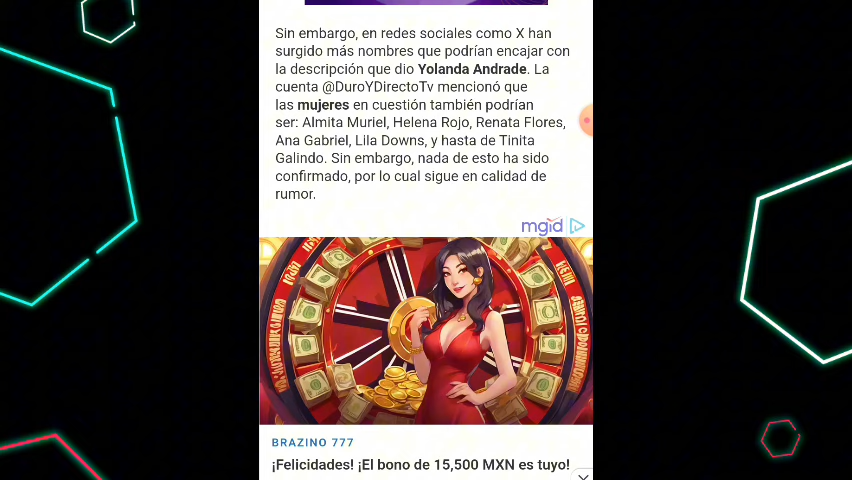 Sin embargo, en redes sociales como X han
surgido más nombres que podrían encajar con
la descripción que dio Yolanda Andrade. La
cuenta @DuroYDirectoTv mencionó que
las mujeres en cuestión también podrían
ser: Almita Muriel, Helena Rojo, Renata Flores,
Ana Gabriel, Lila Downs, y hasta de Tinita
Galindo. Sin embargo, nada de esto ha sido
confirmado, por lo cual sigue en calidad de
rumor.
mgid
BRAZINO 777
¡Felicidades! ¡El bono de 15,500 MXN es tuyo!